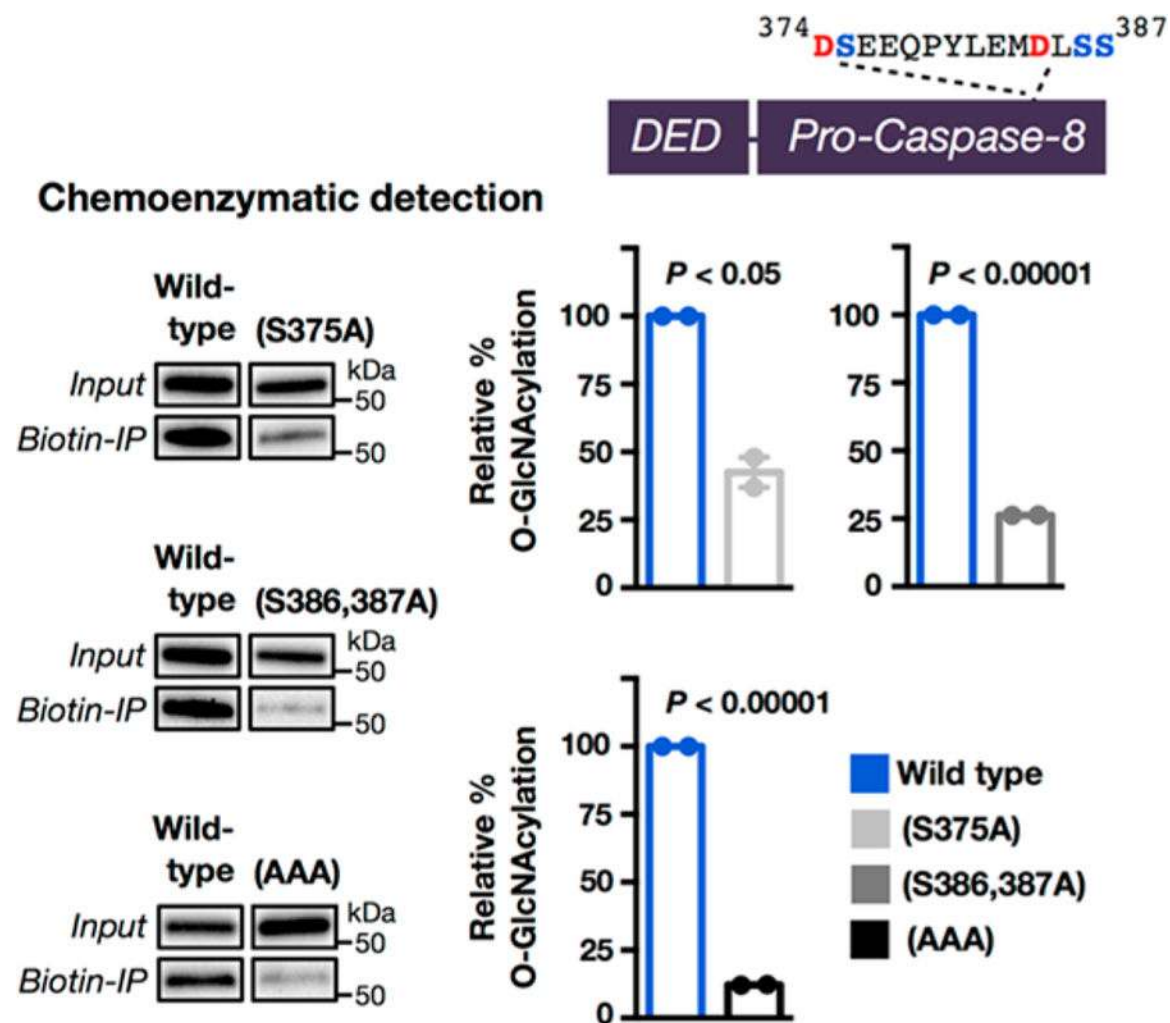 374 DSEEQPYLEMDLSS 387
DED Pro-Caspase-8
Chemoenzymatic detection
Wild-
type (S375A)
Input
kDa
50
Biotin-IP
50
Wild-
type (S386,387A)
Input
kDa
50
Biotin-IP
50
Wild-
type (AAA)
Input
kDa
50
Biotin-IP
50
Relative %
O-GlcNAcylation
P < 0.05
100
75
50
25
0
P < 0.00001
100
75
50
25
0
Relative %
O-GlcNAcylation
P < 0.00001
100
75
50
25
0
Wild type
(S375A)
(S386,387A)
(AAA)